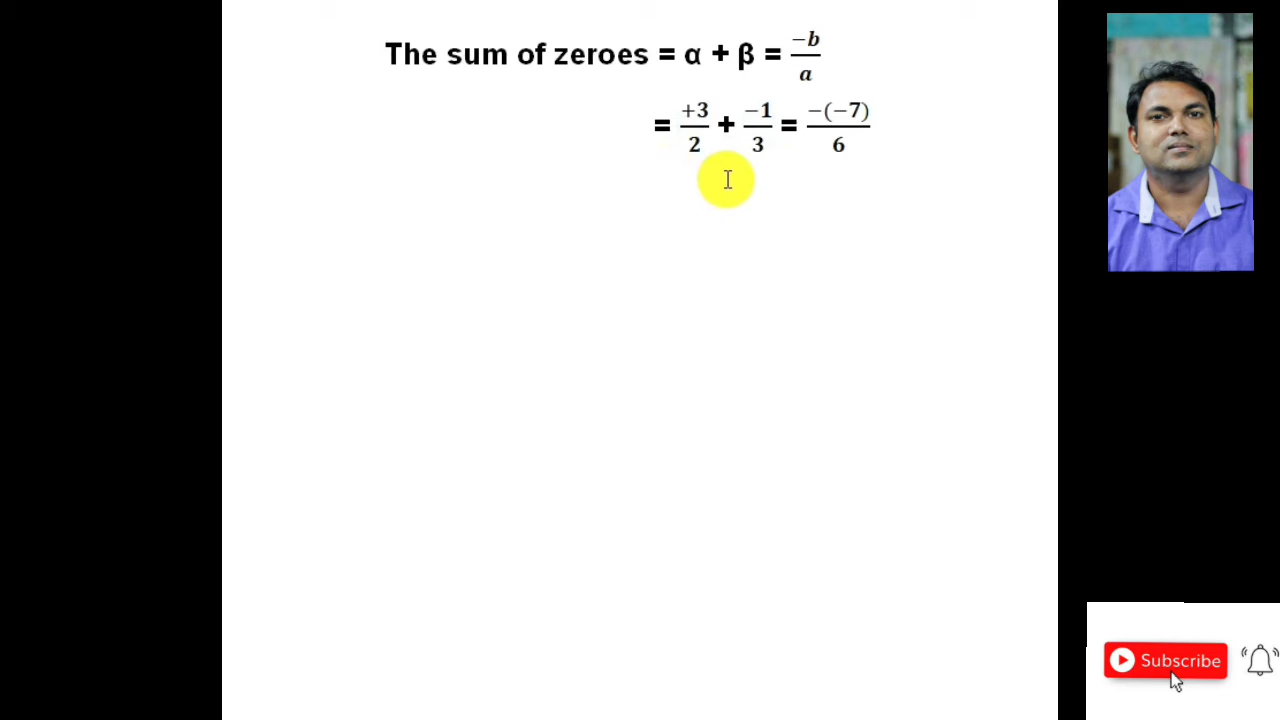 The sum of zeroes = α + β = −b/a
= +3/2 + −1/3 = −(−7)/6
Subscribe